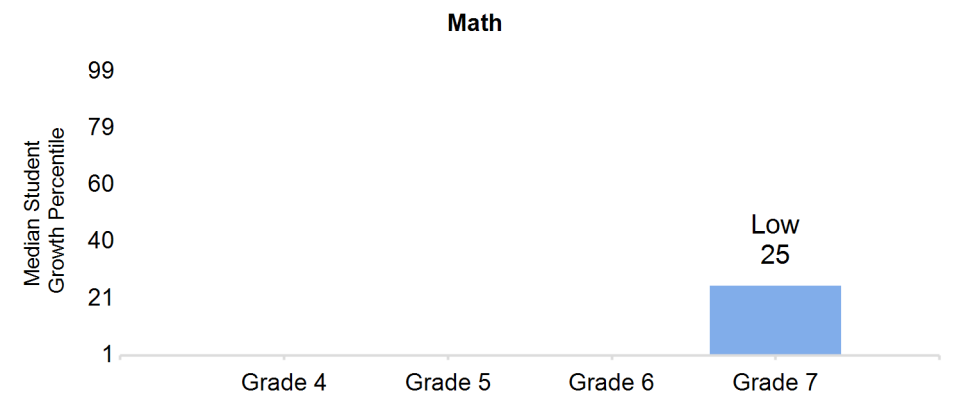 Math
99
79
60
40
21
1
Median Student
Growth Percentile
Low
25
Grade 4
Grade 5
Grade 6
Grade 7